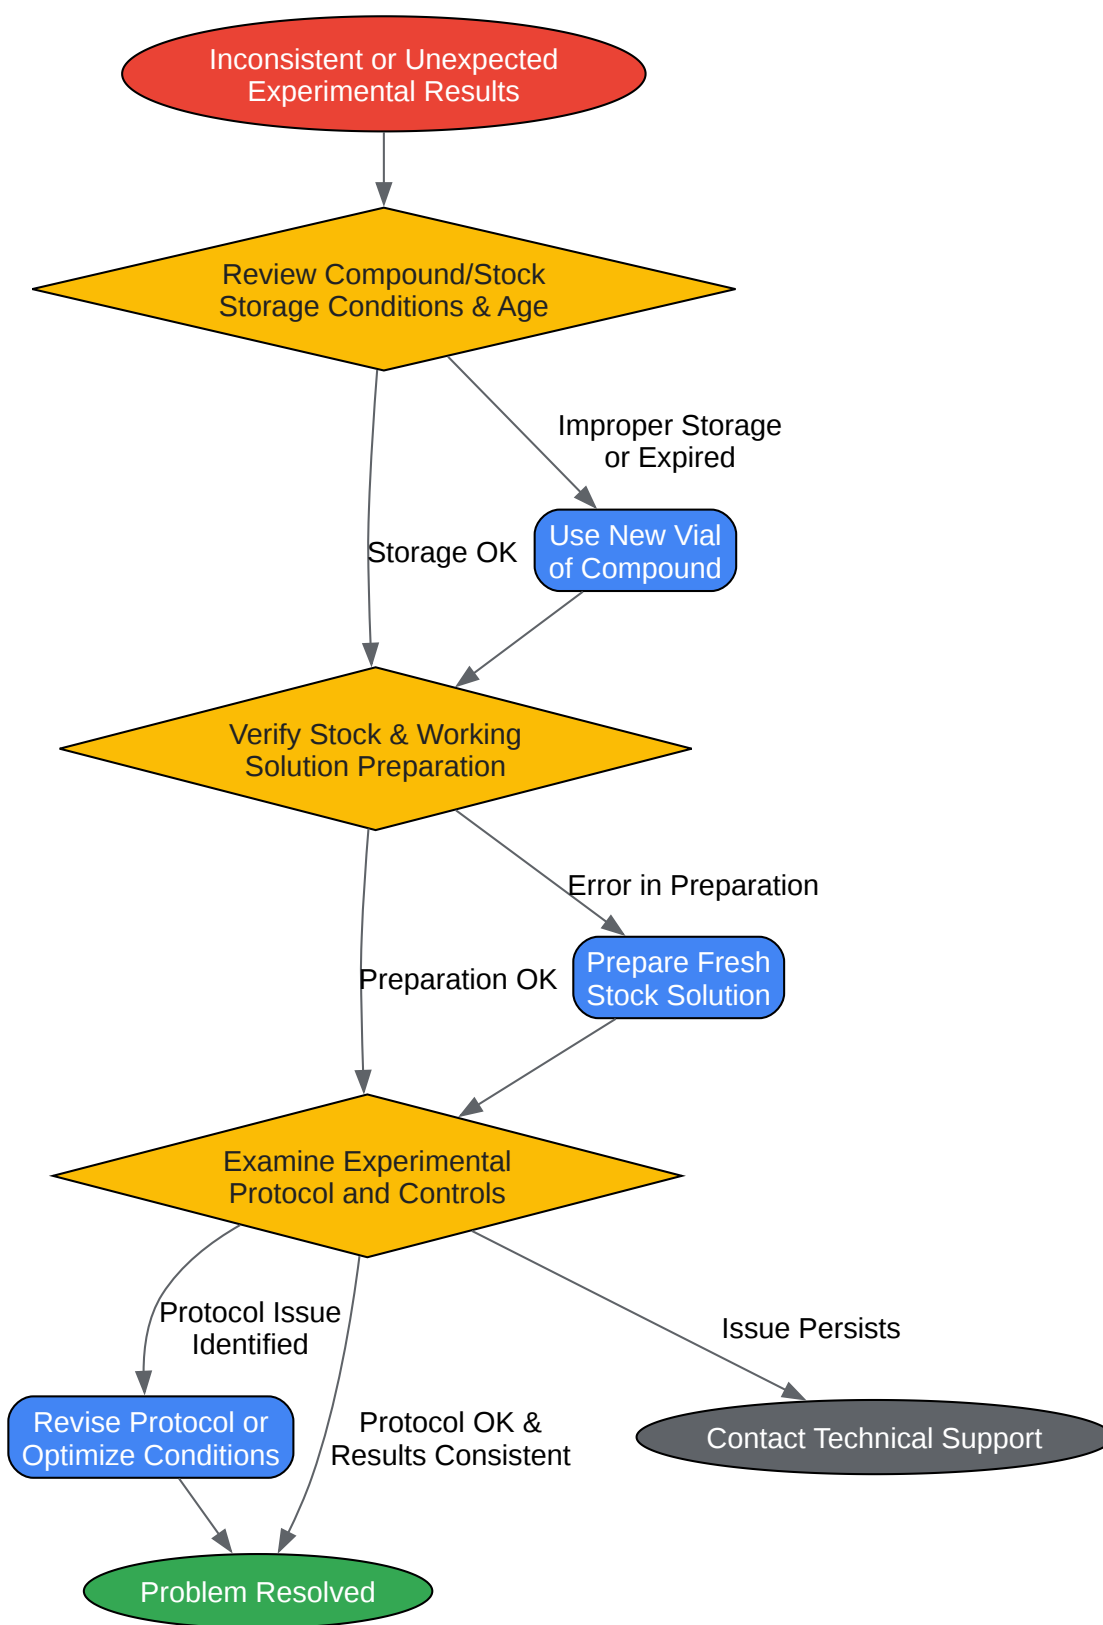 Inconsistent or Unexpected
Experimental Results
Review Compound/Stock
Storage Conditions & Age
Improper Storage
or Expired
Storage OK
Use New Vial
of Compound
Verify Stock & Working
Solution Preparation
Error in Preparation
Preparation OK
Prepare Fresh
Stock Solution
Examine Experimental
Protocol and Controls
Protocol Issue
Identified
Issue Persists
Revise Protocol or
Optimize Conditions
Protocol OK &
Results Consistent
Contact Technical Support
Problem Resolved